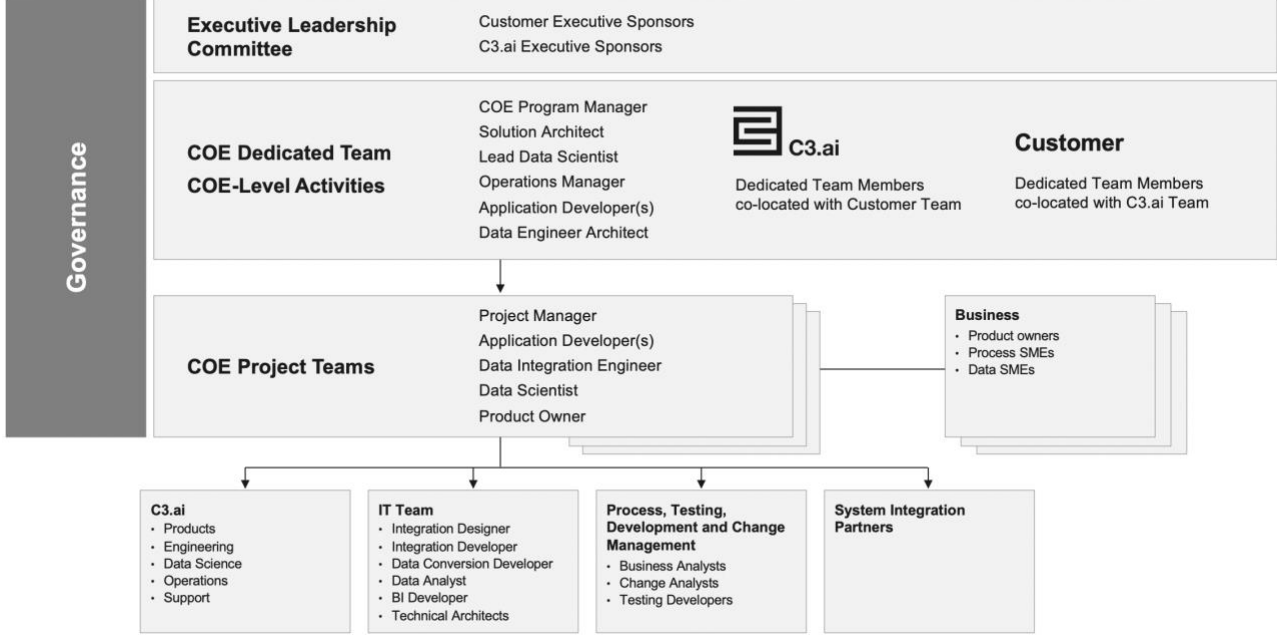 Governance
Executive Leadership
Committee
Customer Executive Sponsors
C3.ai Executive Sponsors
COE Dedicated Team
COE-Level Activities
COE Program Manager
Solution Architect
Lead Data Scientist
Operations Manager
Application Developer(s)
Data Engineer Architect
C3.ai
Dedicated Team Members
co-located with Customer Team
Customer
Dedicated Team Members
co-located with C3.ai Team
COE Project Teams
Project Manager
Application Developer(s)
Data Integration Engineer
Data Scientist
Product Owner
Business
• Product owners
• Process SMEs
• Data SMEs
C3.ai
• Products
• Engineering
• Data Science
• Operations
• Support
IT Team
• Integration Designer
• Integration Developer
• Data Conversion Developer
• Data Analyst
• BI Developer
• Technical Architects
Process, Testing,
Development and Change
Management
• Business Analysts
• Change Analysts
• Testing Developers
System Integration
Partners